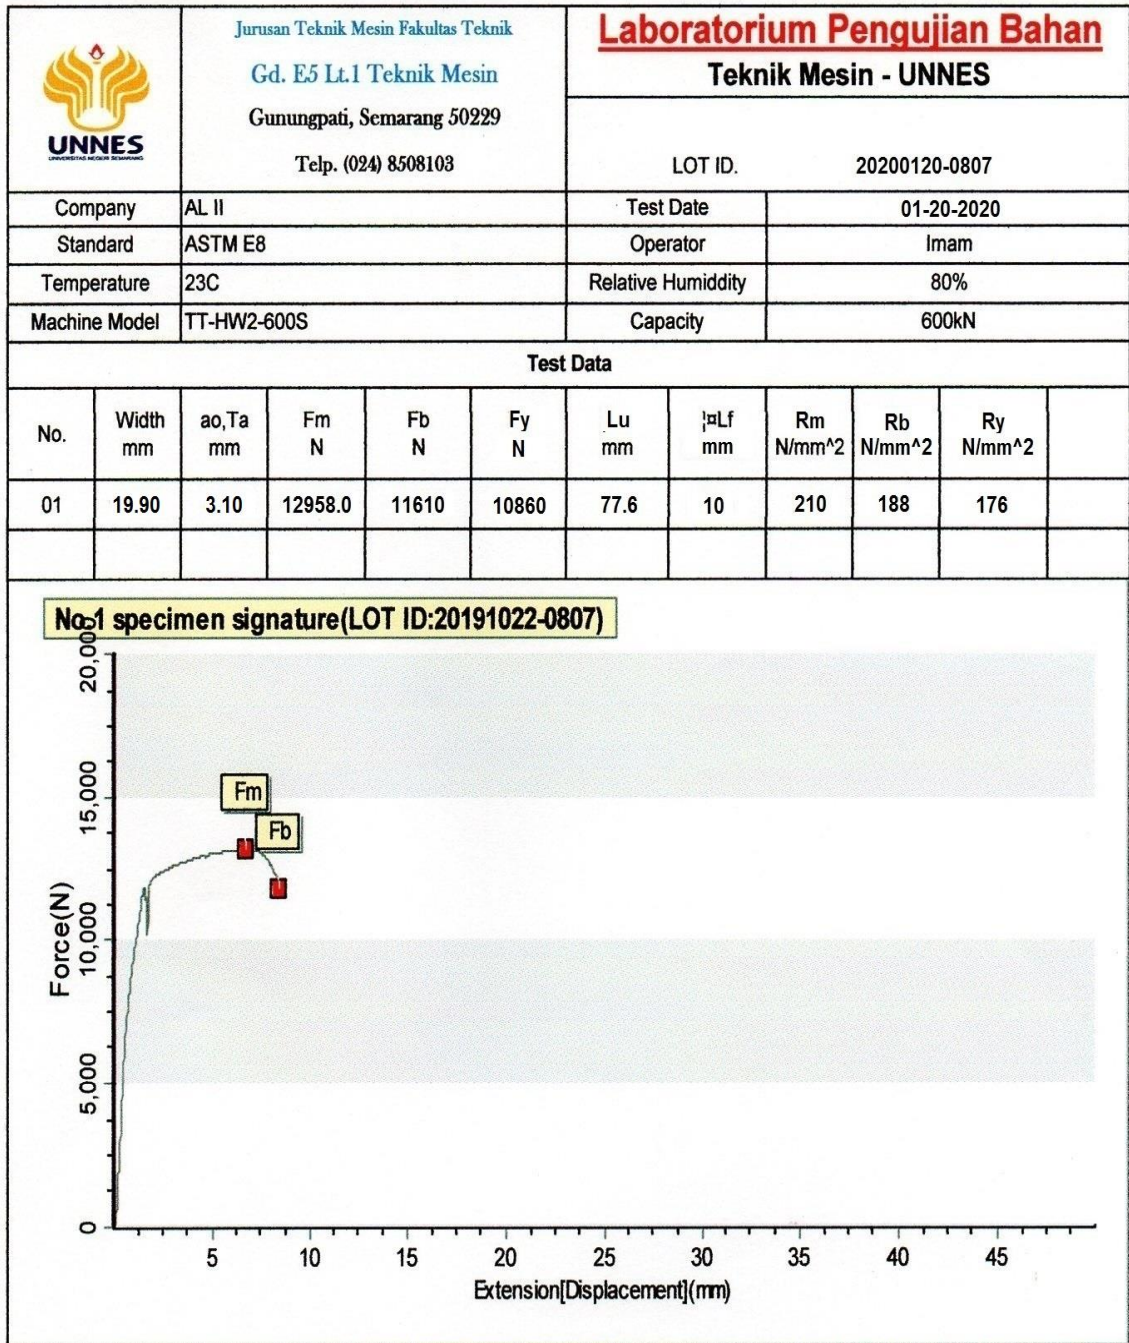 UNNES
UNIVERSITAS NEGERI SEMARANG
Jurusan Teknik Mesin Fakultas Teknik
Gd. E5 Lt.1 Teknik Mesin
Gunungpati, Semarang 50229
Telp. (024) 8508103
Laboratorium Pengujian Bahan
Teknik Mesin - UNNES
LOT ID. 20200120-0807
Company AL II Test Date 01-20-2020
Standard ASTM E8 Operator Imam
Temperature 23C Relative Humiddity 80%
Machine Model TT-HW2-600S Capacity 600kN
Test Data
No. Width mm ao,Ta mm Fm N Fb N Fy N Lu mm ¦¤Lf mm Rm N/mm^2 Rb N/mm^2 Ry N/mm^2
01 19.90 3.10 12958.0 11610 10860 77.6 10 210 188 176
No.1 specimen signature(LOT ID:20191022-0807)
20,000
15,000
10,000
5,000
0
Force(N)
Fm
Fb
5 10 15 20 25 30 35 40 45
Extension[Displacement](mm)